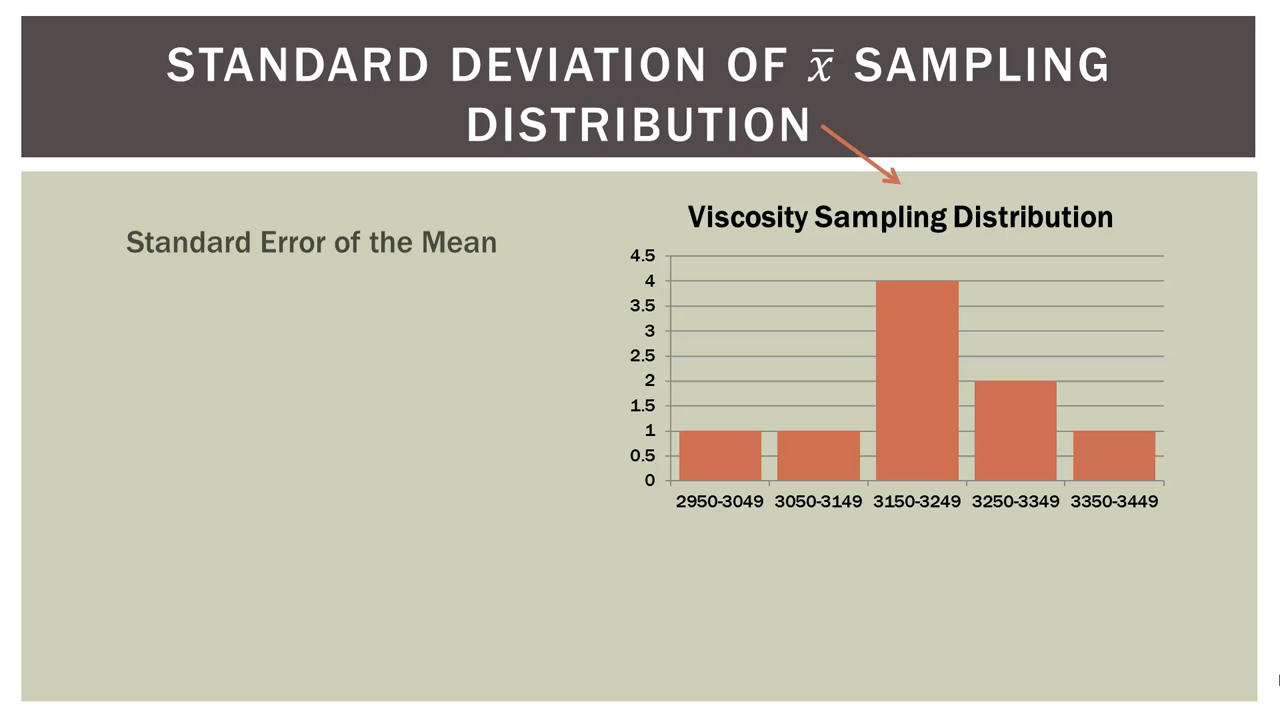 STANDARD DEVIATION OF x̅ SAMPLING
DISTRIBUTION
Standard Error of the Mean
Viscosity Sampling Distribution
4.5
4
3.5
3
2.5
2
1.5
1
0.5
0
2950-3049 3050-3149 3150-3249 3250-3349 3350-3449